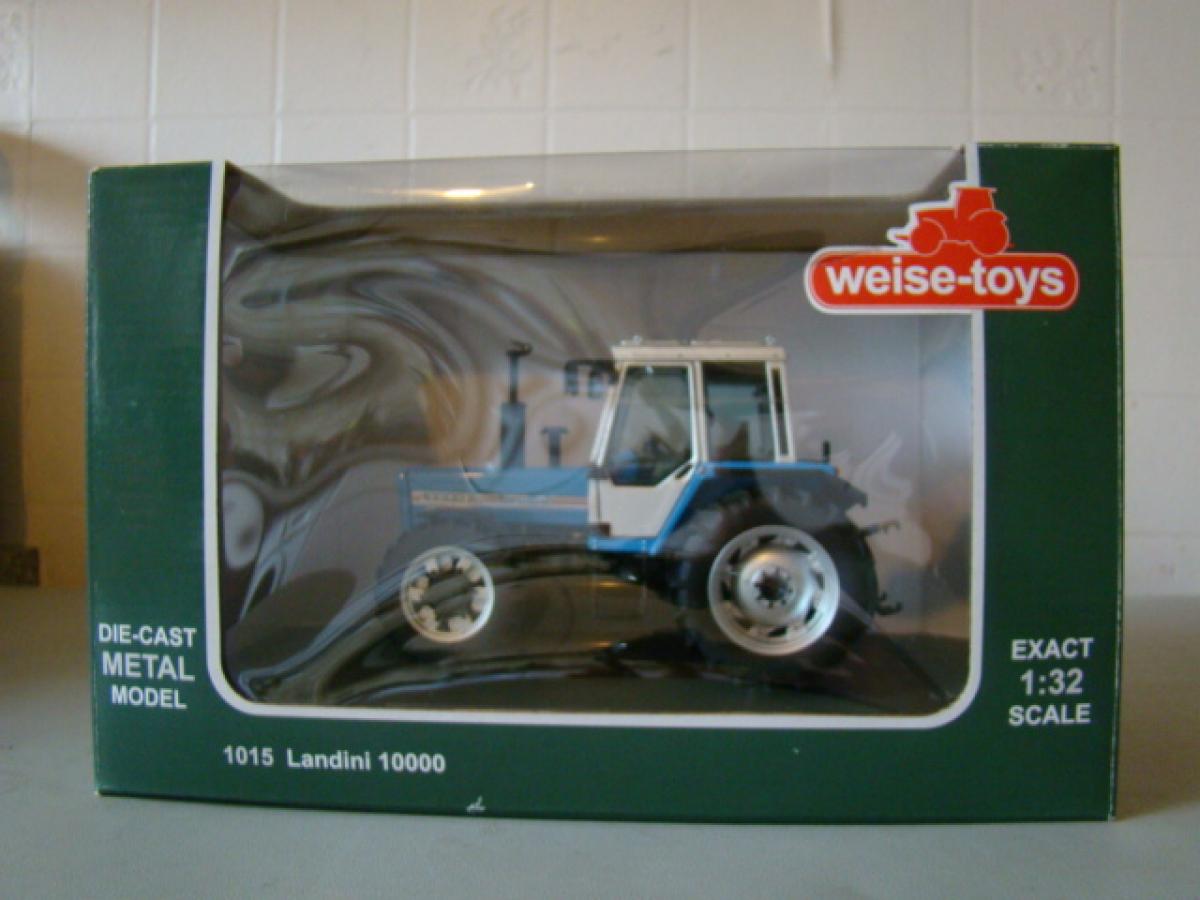 weise-toys
DIE-CAST
METAL
MODEL
EXACT
1:32
SCALE
1015 Landini 10000